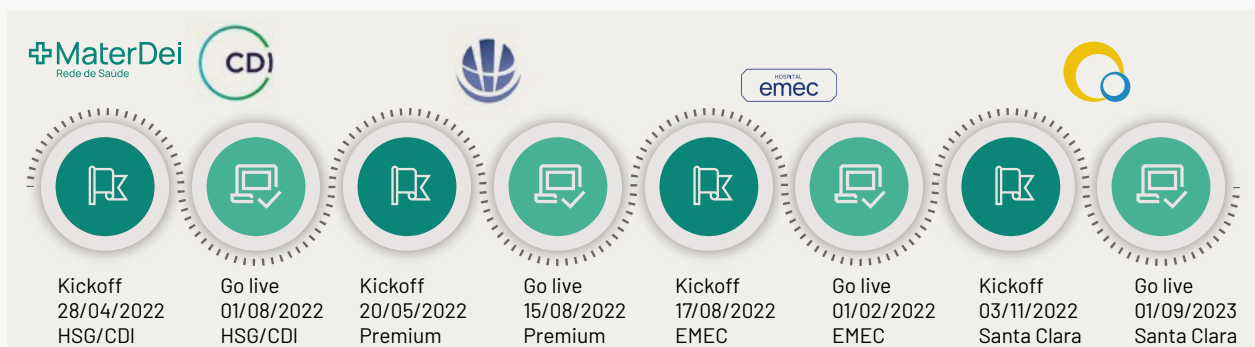 MaterDei
Rede de Saúde
CDI
HOSPITAL
emec
Kickoff
28/04/2022
HSG/CDI
Go live
01/08/2022
HSG/CDI
Kickoff
20/05/2022
Premium
Go live
15/08/2022
Premium
Kickoff
17/08/2022
EMEC
Go live
01/02/2022
EMEC
Kickoff
03/11/2022
Santa Clara
Go live
01/09/2023
Santa Clara